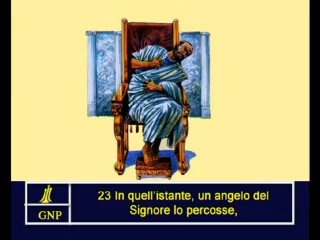 23 In quell'istante, un angelo del
Signore lo percosse,
GNP